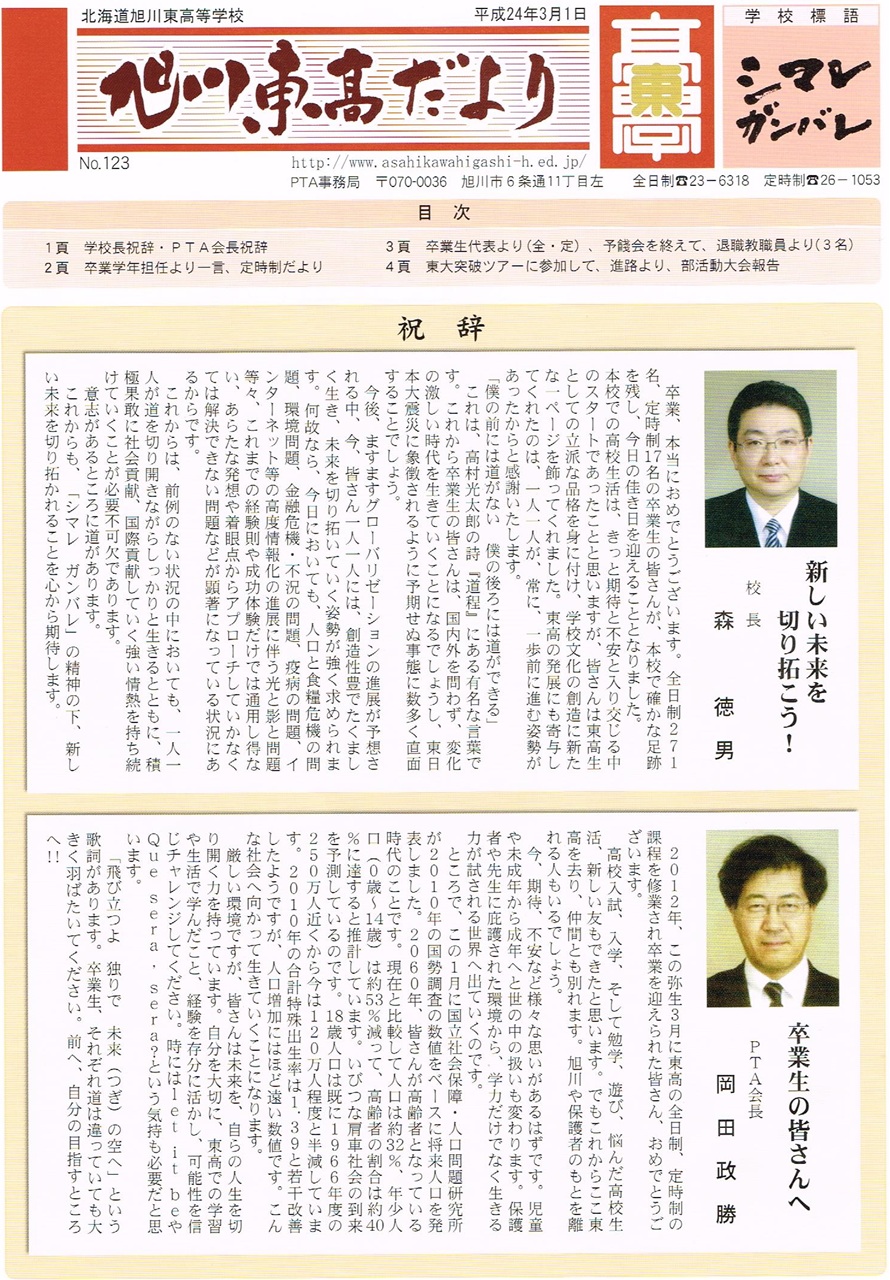 北海道旭川東高等学校
平成24年3月1日
旭川東高だより
高東
学校標語
シマレ
ガンバレ
No.123
http://www.asahikawahigashi-h.ed.jp/
PTA事務局 〒070-0036 旭川市6条通11丁目左 全日制☎23-6318 定時制☎26-1053
目次
1頁 学校長祝辞・PTA会長祝辞
2頁 卒業学年担任より一言、定時制だより
3頁 卒業生代表より(全・定)、予餞会を終えて、退職教職員より(3名)
4頁 東大突破ツアーに参加して、進路より、部活動大会報告
祝辞
新しい未来を
切り拓こう!
校長
森 徳男
卒業、本当におめでとうございます。全日制271
名、定時制17名の卒業生の皆さんが、本校で確かな足跡
を残し、今日の佳き日を迎えることとなりました。
本校での高校生活は、きっと期待と不安と入り交じる中
のスタートであったことと思いますが、皆さんは東高生
としての立派な品格を身に付け、学校文化の創造に新た
な一ページを飾ってくれました。東高の発展にも寄与し
てくれたのは、一人一人が、常に、一歩前に進む姿勢が
あったからと感謝いたします。
「僕の前には道がない 僕の後ろには道ができる」
これは、高村光太郎の詩『道程』にある有名な言葉で
す。これから卒業生の皆さんは、国内外を問わず、変化
の激しい時代を生きていくことになるでしょうし、東日
本大震災に象徴されるように予期せぬ事態に数多く直面
することでしょう。
今後、ますますグローバリゼーションの進展が予想さ
れる中、今、皆さん一人一人には、創造性豊でたくまし
く生き、未来を切り拓いていく姿勢が強く求められま
す。何故なら、今日においても、人口と食糧危機の問
題、環境問題、金融危機・不況の問題、疫病の問題、イ
ンターネット等の高度情報化の進展に伴う光と影と問題
等々、これまでの経験則や成功体験だけでは通用し得な
い、あらたな発想や着眼点からアプローチしていかなく
ては解決できない問題などが顕著になっている状況にあ
るからです。
これからは、前例のない状況の中においても、一人一
人が道を切り開きながらしっかりと生きるとともに、積
極果敢に社会貢献、国際貢献していく強い情熱を持ち続
けていくことが必要不可欠であります。
意志があるところに道があります。
これからも、「シマレ ガンバレ」の精神の下、新し
い未来を切り拓かれることを心から期待します。
卒業生の皆さんへ
PTA会長
岡田政勝
2012年、この弥生3月に東高の全日制、定時制の
課程を修業され卒業を迎えられた皆さん、おめでとうご
ざいます。
高校入試、入学、そして勉学、遊び、悩んだ高校生
活、新しい友もできたと思います。でもこれからここ東
高を去り、仲間とも別れます。旭川や保護者のもとを離
れる人もいるでしょう。
今、期待、不安など様々な思いがあるはずです。児童
や未成年から成年へと世の中の扱いも変わります。保護
者や先生に庇護された環境から、学力だけでなく生きる
力が試される世界へ出ていくのです。
ところで、この1月に国立社会保障・人口問題研究所
が2010年の国勢調査の数値をベースに将来人口を発
表しました。2060年、皆さんが高齢者となっている
時代のことです。現在と比較して人口は約32%、年少人
口(0歳〜14歳)は約53%減って、高齢者の割合は約40
%に達すると推計しています。いびつな肩車社会の到来
を予測しているのです。18歳人口は既に1966年度の
250万人近くから今は120万人程度と半減していま
す。2010年の合計特殊出生率は1.39と若干改善
したようですが、人口増加にはほど遠い数値です。こん
な社会へ向かって生きていくことになります。
厳しい環境ですが、皆さんは未来を、自らの人生を切
り開く力を持っています。自分を大切に、東高での学習
や生活で学んだこと、経験を存分に活かし、可能性を信
じチャレンジしてください。時にはlet it beや
Que sera, sera?という気持も必要だと思
います。
「飛び立つよ 独りで 未来(つぎ)の空へ」という
歌詞があります。卒業生、それぞれ道は違っていても大
きく羽ばたいてください。前へ、自分の目指すところ
へ!!